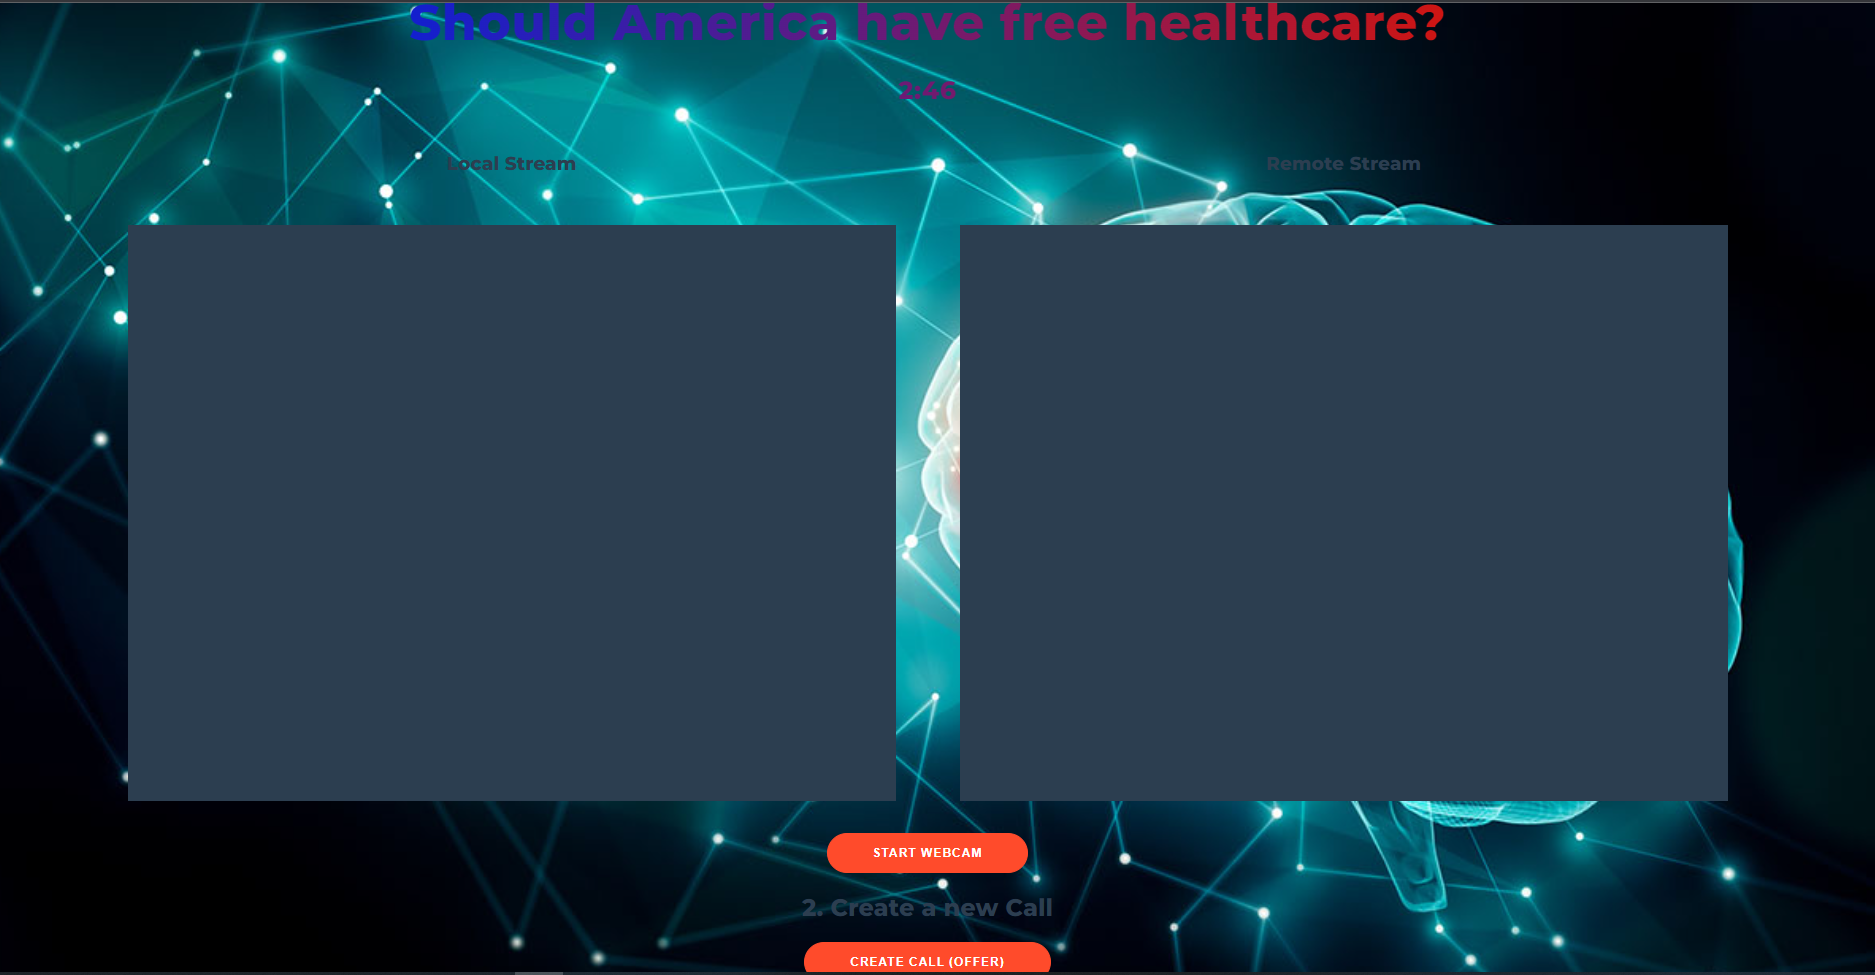 Should America have free healthcare?
2:46
Local Stream
Remote Stream
START WEBCAM
2. Create a new Call
CREATE CALL (OFFER)